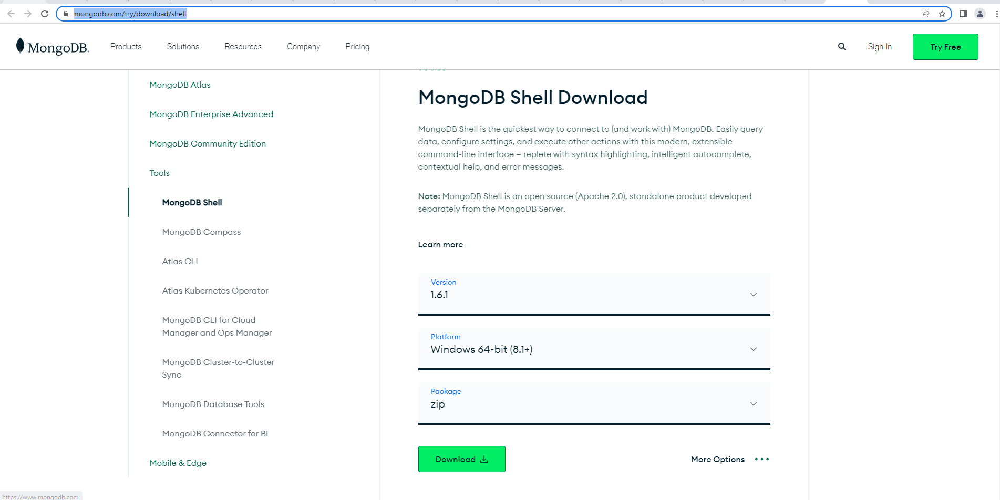 mongodb.com/try/download/shell
MongoDB.
Products
Solutions
Resources
Company
Pricing
Sign In
Try Free
MongoDB Atlas
MongoDB Enterprise Advanced
MongoDB Community Edition
Tools
MongoDB Shell
MongoDB Compass
Atlas CLI
Atlas Kubernetes Operator
MongoDB CLI for Cloud
Manager and Ops Manager
MongoDB Cluster-to-Cluster
Sync
MongoDB Database Tools
MongoDB Connector for BI
Mobile & Edge
MongoDB Shell Download
MongoDB Shell is the quickest way to connect to (and work with) MongoDB. Easily query
data, configure settings, and execute other actions with this modern, extensible
command-line interface – replete with syntax highlighting, intelligent autocomplete,
contextual help, and error messages.
Note: MongoDB Shell is an open source (Apache 2.0), standalone product developed
separately from the MongoDB Server.
Learn more
Version
1.6.1
Platform
Windows 64-bit (8.1+)
Package
zip
Download
More Options
https://www.mongodb.com